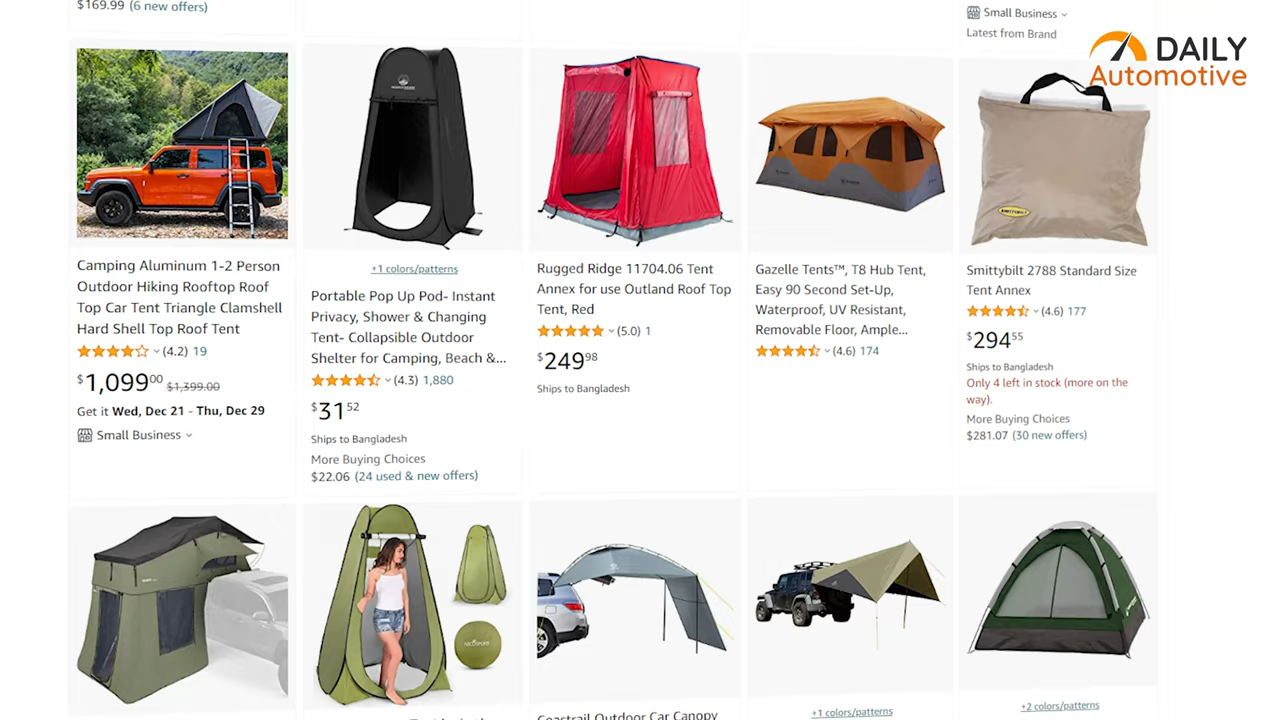 $169.99 (6 new offers)
Small Business
Latest from Brand
DAILY
Automotive
Camping Aluminum 1-2 Person
Outdoor Hiking Rooftop Roof
Top Car Tent Triangle Clamshell
Hard Shell Top Roof Tent
(4.2) 19
$1,099.00 $1,399.00
Get it Wed, Dec 21 - Thu, Dec 29
Small Business
+1 colors/patterns
Portable Pop Up Pod- Instant
Privacy, Shower & Changing
Tent- Collapsible Outdoor
Shelter for Camping, Beach &...
(4.3) 1,880
$31.52
Ships to Bangladesh
More Buying Choices
$22.06 (24 used & new offers)
Rugged Ridge 11704.06 Tent
Annex for use Outland Roof Top
Tent, Red
(5.0) 1
$249.98
Ships to Bangladesh
Gazelle Tents™, T8 Hub Tent,
Easy 90 Second Set-Up,
Waterproof, UV Resistant,
Removable Floor, Ample...
(4.6) 174
SMITTYBILT
Smittybilt 2788 Standard Size
Tent Annex
(4.6) 177
$294.55
Ships to Bangladesh
Only 4 left in stock (more on the
way).
More Buying Choices
$281.07 (30 new offers)
Coastrail Outdoor Car Canopy
+1 colors/patterns
+2 colors/patterns